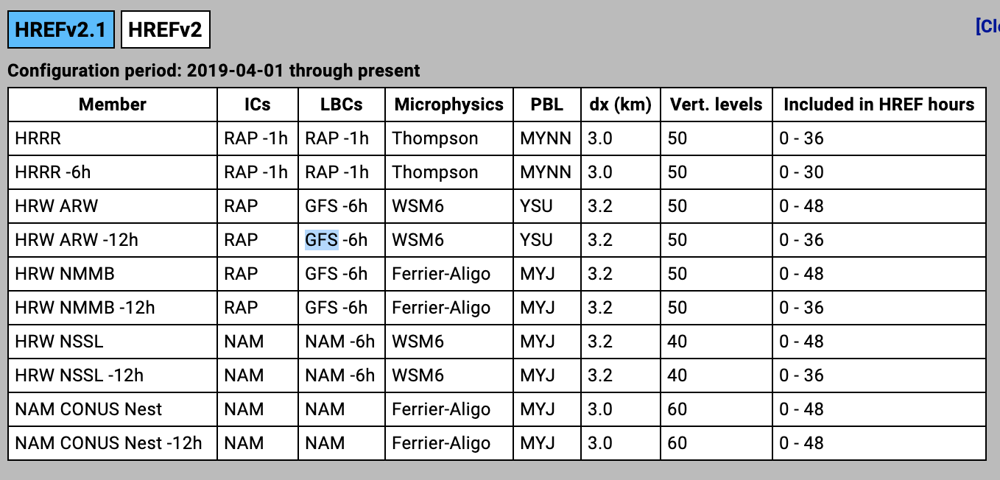 HREFv2.1 HREFv2
[Clo
Configuration period: 2019-04-01 through present
Member ICs LBCs Microphysics PBL dx (km) Vert. levels Included in HREF hours
HRRR RAP -1h RAP -1h Thompson MYNN 3.0 50 0 - 36
HRRR -6h RAP -1h RAP -1h Thompson MYNN 3.0 50 0 - 30
HRW ARW RAP GFS -6h WSM6 YSU 3.2 50 0 - 48
HRW ARW -12h RAP GFS -6h WSM6 YSU 3.2 50 0 - 36
HRW NMMB RAP GFS -6h Ferrier-Aligo MYJ 3.2 50 0 - 48
HRW NMMB -12h RAP GFS -6h Ferrier-Aligo MYJ 3.2 50 0 - 36
HRW NSSL NAM NAM -6h WSM6 MYJ 3.2 40 0 - 48
HRW NSSL -12h NAM NAM -6h WSM6 MYJ 3.2 40 0 - 36
NAM CONUS Nest NAM NAM Ferrier-Aligo MYJ 3.0 60 0 - 48
NAM CONUS Nest -12h NAM NAM Ferrier-Aligo MYJ 3.0 60 0 - 48